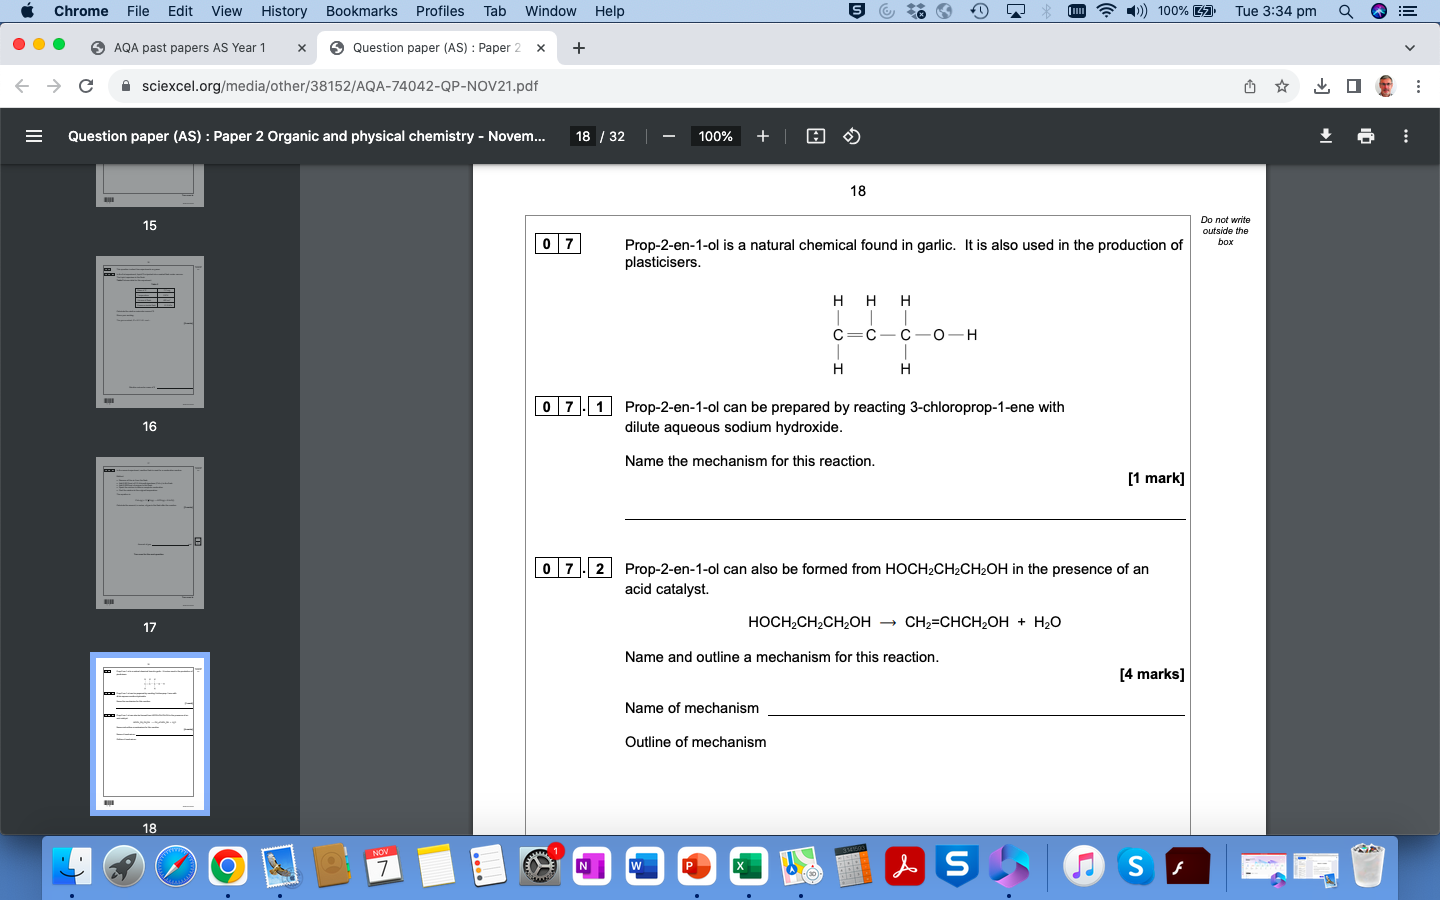 Chrome File Edit View History Bookmarks Profiles Tab Window Help 100% Tue 3:34 pm
AQA past papers AS Year 1 Question paper (AS) : Paper 2
sciexcel.org/media/other/38152/AQA-74042-QP-NOV21.pdf
Question paper (AS) : Paper 2 Organic and physical chemistry - Novem... 18 / 32 100%
15
16
17
18
18
Do not write
outside the
box
0 7 Prop-2-en-1-ol is a natural chemical found in garlic. It is also used in the production of
plasticisers.
H H H
C=C—C—O—H
H H
0 7 . 1 Prop-2-en-1-ol can be prepared by reacting 3-chloroprop-1-ene with
dilute aqueous sodium hydroxide.
Name the mechanism for this reaction.
[1 mark]
0 7 . 2 Prop-2-en-1-ol can also be formed from HOCH₂CH₂CH₂OH in the presence of an
acid catalyst.
HOCH₂CH₂CH₂OH → CH₂=CHCH₂OH + H₂O
Name and outline a mechanism for this reaction.
[4 marks]
Name of mechanism
Outline of mechanism
NOV
7
1
N
W
P
X
3D
S
S